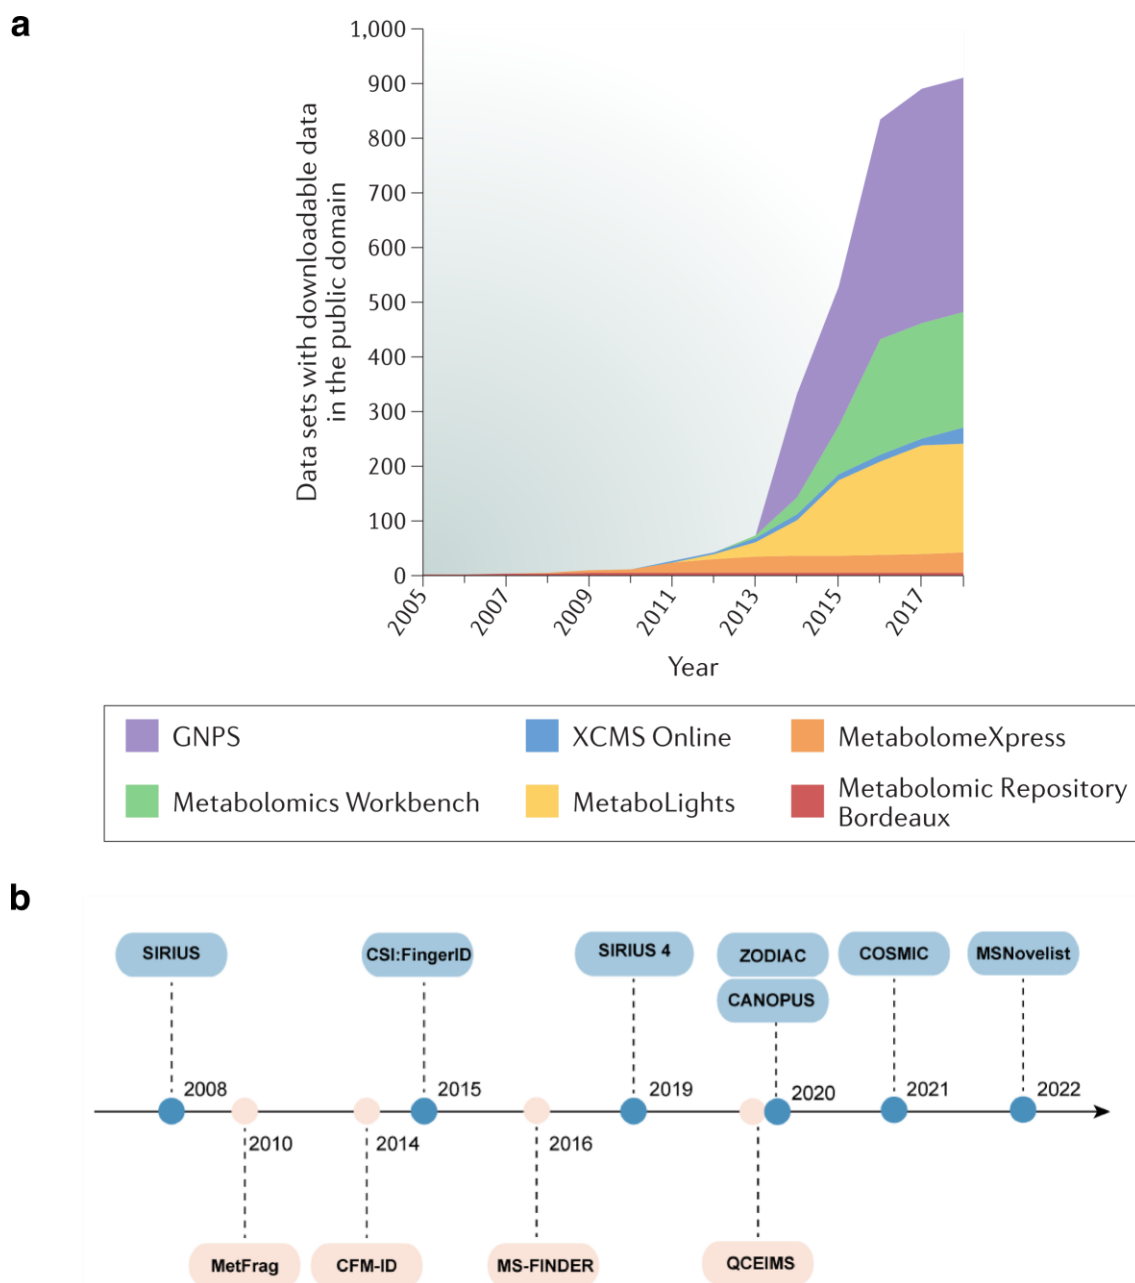 a
Data sets with downloadable data
in the public domain
1,000
900
800
700
600
500
400
300
200
100
0
2005
2007
2009
2011
2013
2015
2017
Year
GNPS
XCMS Online
MetabolomeXpress
Metabolomics Workbench
MetaboLights
Metabolomic Repository
Bordeaux
b
SIRIUS
CSI:FingerID
SIRIUS 4
ZODIAC
CANOPUS
COSMIC
MSNovelist
2008
2015
2019
2020
2021
2022
2010
2014
2016
MetFrag
CFM-ID
MS-FINDER
QCEIMS